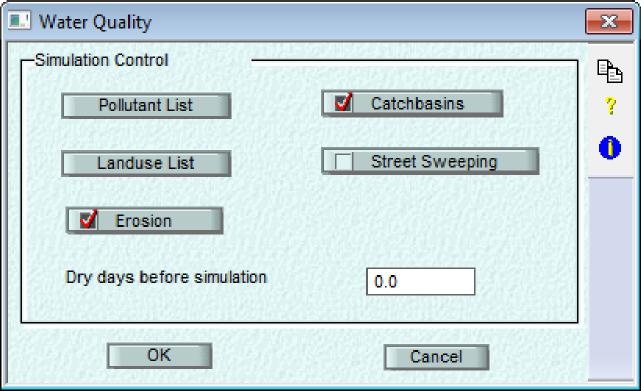 Water Quality
Simulation Control
Pollutant List
Catchbasins
Landuse List
Street Sweeping
Erosion
Dry days before simulation
0.0
OK
Cancel